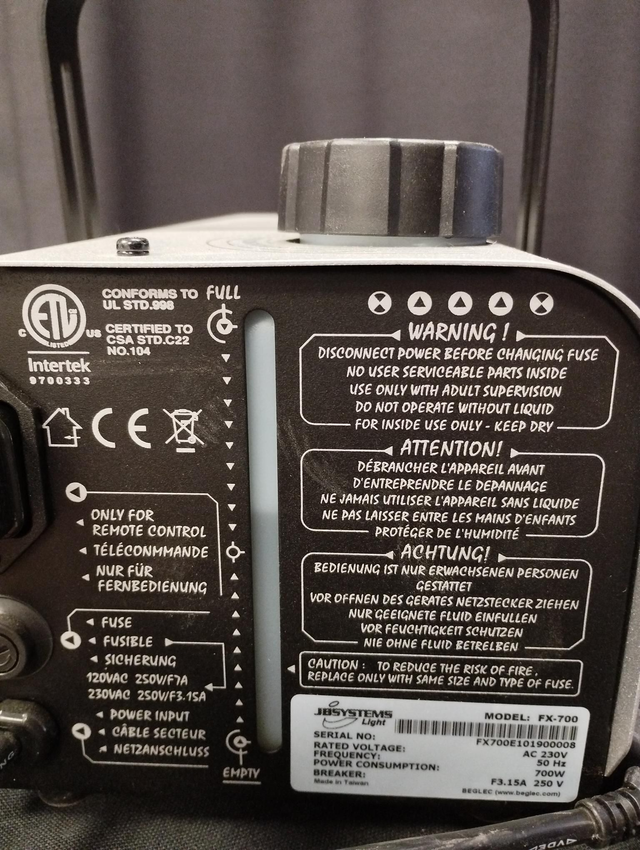 CONFORMS TO
UL STD.998
CERTIFIED TO
CSA STD.C22
NO.104
C ETL US
LISTED
Intertek
9700333
CE
FULL
ONLY FOR
REMOTE CONTROL
TÉLÉCONMMANDE
NUR FÜR
FERNBEDIENUNG
FUSE
FUSIBLE
SICHERUNG
120VAC 250V/F7A
230VAC 250V/F3.15A
POWER INPUT
CÂBLE SECTEUR
NETZANSCHLUSS
EMPTY
WARNING !
DISCONNECT POWER BEFORE CHANGING FUSE
NO USER SERVICEABLE PARTS INSIDE
USE ONLY WITH ADULT SUPERVISION
DO NOT OPERATE WITHOUT LIQUID
FOR INSIDE USE ONLY - KEEP DRY
ATTENTION!
DÉBRANCHER L'APPAREIL AVANT
D'ENTREPRENDRE LE DEPANNAGE
NE JAMAIS UTILISER L'APPAREIL SANS LIQUIDE
NE PAS LAISSER ENTRE LES MAINS D'ENFANTS
PROTÉGER DE L'HUMIDITÉ
ACHTUNG!
BEDIENUNG IST NUR ERWACHSENEN PERSONEN
GESTATTET
VOR OFFNEN DES GERATES NETZSTECKER ZIEHEN
NUR GEEIGNETE FLUID EINFULLEN
VOR FEUCHTIGKEIT SCHUTZEN
NIE OHNE FLUID BETRELBEN
CAUTION : TO REDUCE THE RISK OF FIRE ,
REPLACE ONLY WITH SAME SIZE AND TYPE OF FUSE.
JBSYSTEMS
Light
MODEL: FX-700
SERIAL NO: FX700E101900008
RATED VOLTAGE: AC 230V
FREQUENCY: 50 Hz
POWER CONSUMPTION: 700W
BREAKER: F3.15A 250 V
Made in Taiwan
BEGLEC (www.beglec.com)